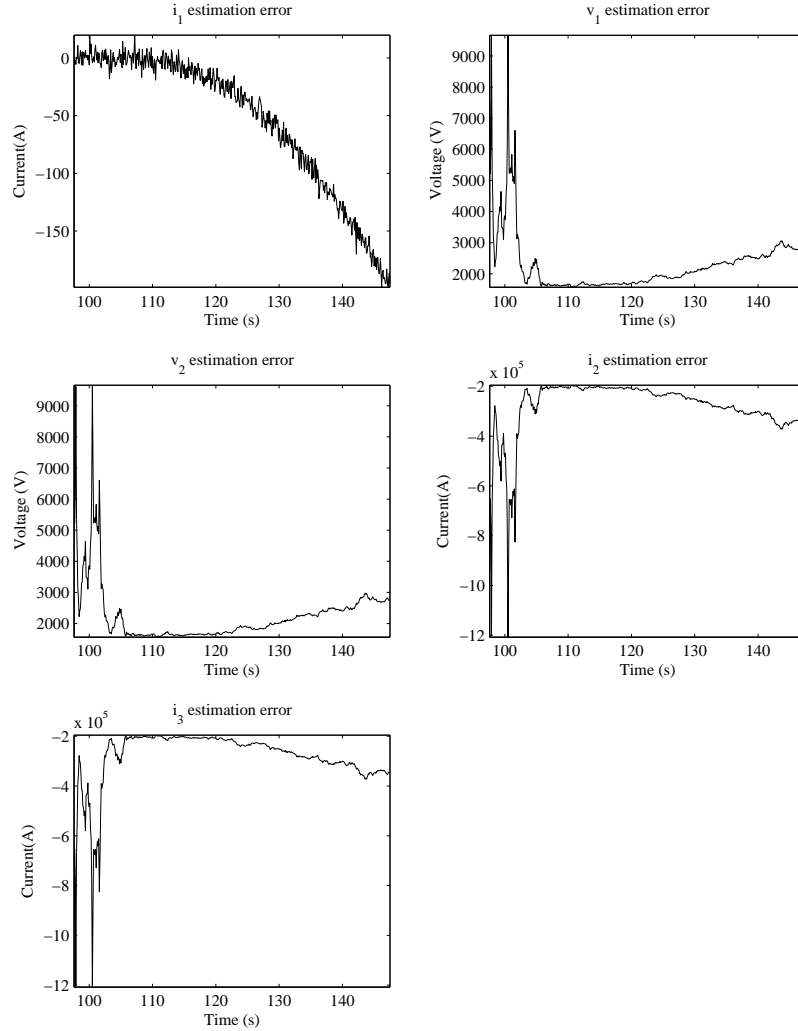 i1 estimation error
Current(A)
0
−50
−100
−150
100 110 120 130 140
Time (s)
v1 estimation error
Voltage (V)
9000
8000
7000
6000
5000
4000
3000
2000
100 110 120 130 140
Time (s)
v2 estimation error
Voltage (V)
9000
8000
7000
6000
5000
4000
3000
2000
100 110 120 130 140
Time (s)
i2 estimation error
x 10^5
Current(A)
−2
−4
−6
−8
−10
−12
100 110 120 130 140
Time (s)
i3 estimation error
x 10^5
Current(A)
−2
−4
−6
−8
−10
−12
100 110 120 130 140
Time (s)